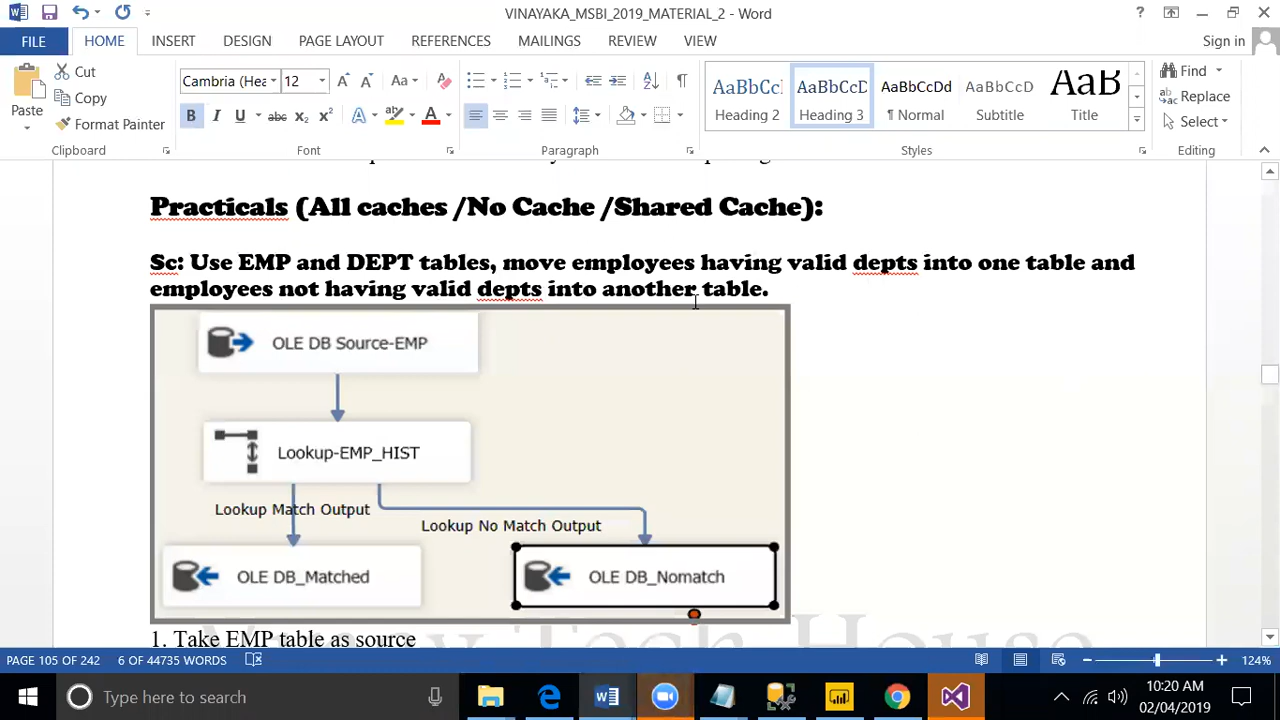 VINAYAKA_MSBI_2019_MATERIAL_2 - Word
FILE HOME INSERT DESIGN PAGE LAYOUT REFERENCES MAILINGS REVIEW VIEW Sign in
Paste
Cut
Copy
Format Painter
Clipboard
Cambria (Hea 12
Font
Paragraph
AaBbCcI Heading 2
AaBbCcD Heading 3
AaBbCcDd ¶ Normal
AaBbCcD Subtitle
AaB Title
Styles
Find
Replace
Select
Editing
Practicals (All caches /No Cache /Shared Cache):
Sc: Use EMP and DEPT tables, move employees having valid depts into one table and
employees not having valid depts into another table.
OLE DB Source-EMP
Lookup-EMP_HIST
Lookup Match Output
Lookup No Match Output
OLE DB_Matched
OLE DB_Nomatch
1. Take EMP table as source
Tech House
PAGE 105 OF 242 6 OF 44735 WORDS 124%
Type here to search
10:20 AM
02/04/2019